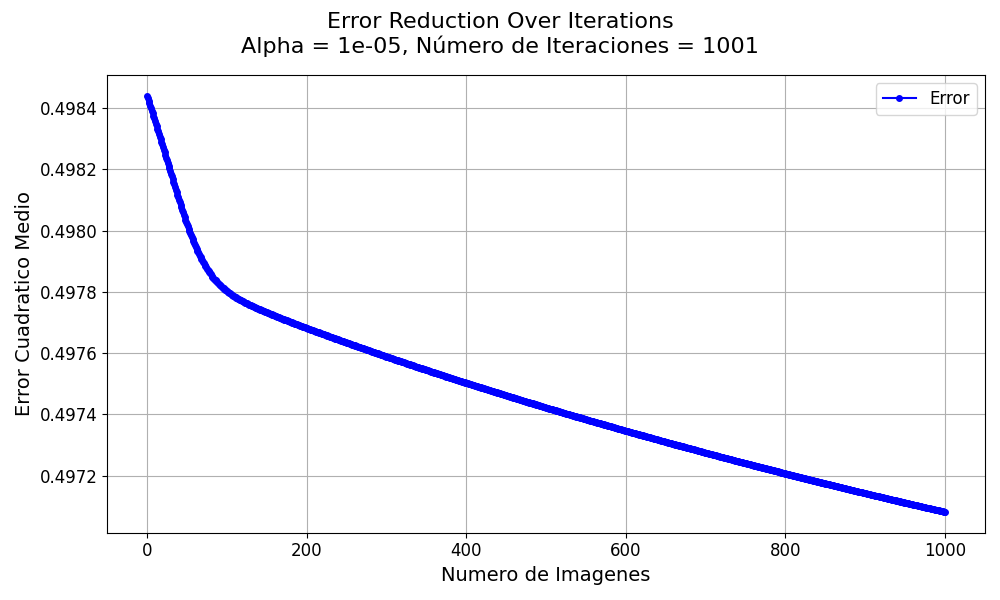 Error Reduction Over Iterations
Alpha = 1e-05, Número de Iteraciones = 1001
Error
0.4984
0.4982
0.4980
0.4978
0.4976
0.4974
0.4972
Error Cuadratico Medio
0 200 400 600 800 1000
Numero de Imagenes